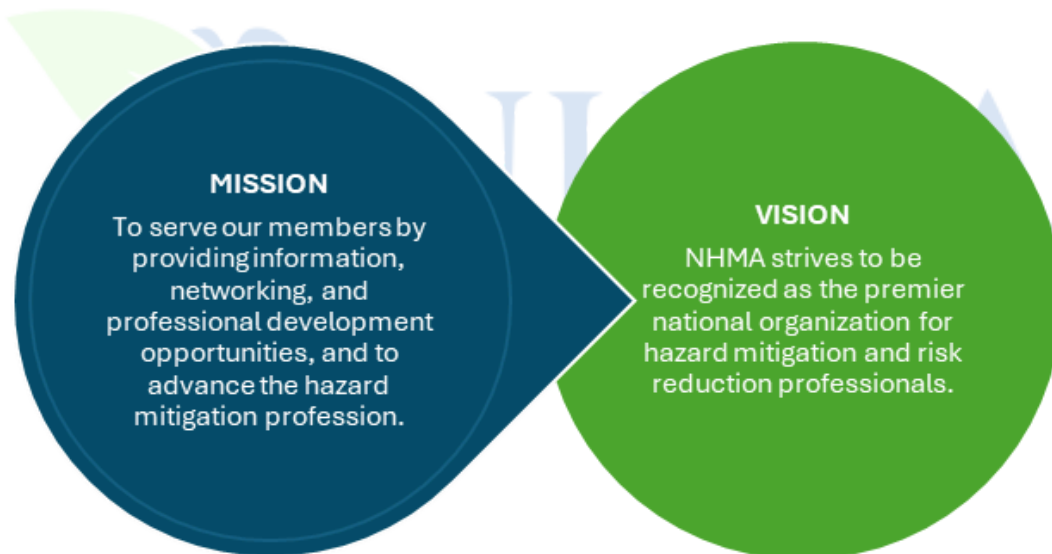 MISSION
To serve our members by
providing information,
networking, and
professional development
opportunities, and to
advance the hazard
mitigation profession.
VISION
NHMA strives to be
recognized as the premier
national organization for
hazard mitigation and risk
reduction professionals.